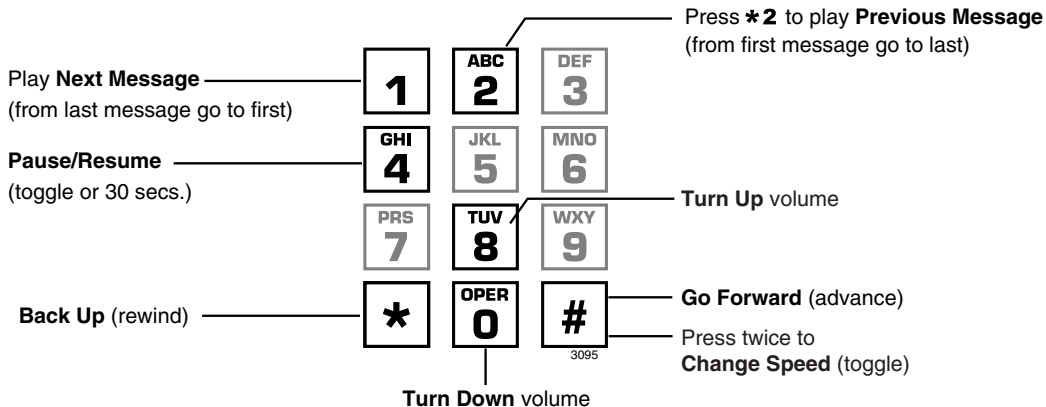 Press *2 to play Previous Message
(from first message go to last)
Play Next Message
(from last message go to first)
Pause/Resume
(toggle or 30 secs.)
1
ABC
2
DEF
3
GHI
4
JKL
5
MNO
6
Turn Up volume
PRS
7
TUV
8
WXY
9
Back Up (rewind)
*
OPER
0
#
Go Forward (advance)
Press twice to
Change Speed (toggle)
3095
Turn Down volume